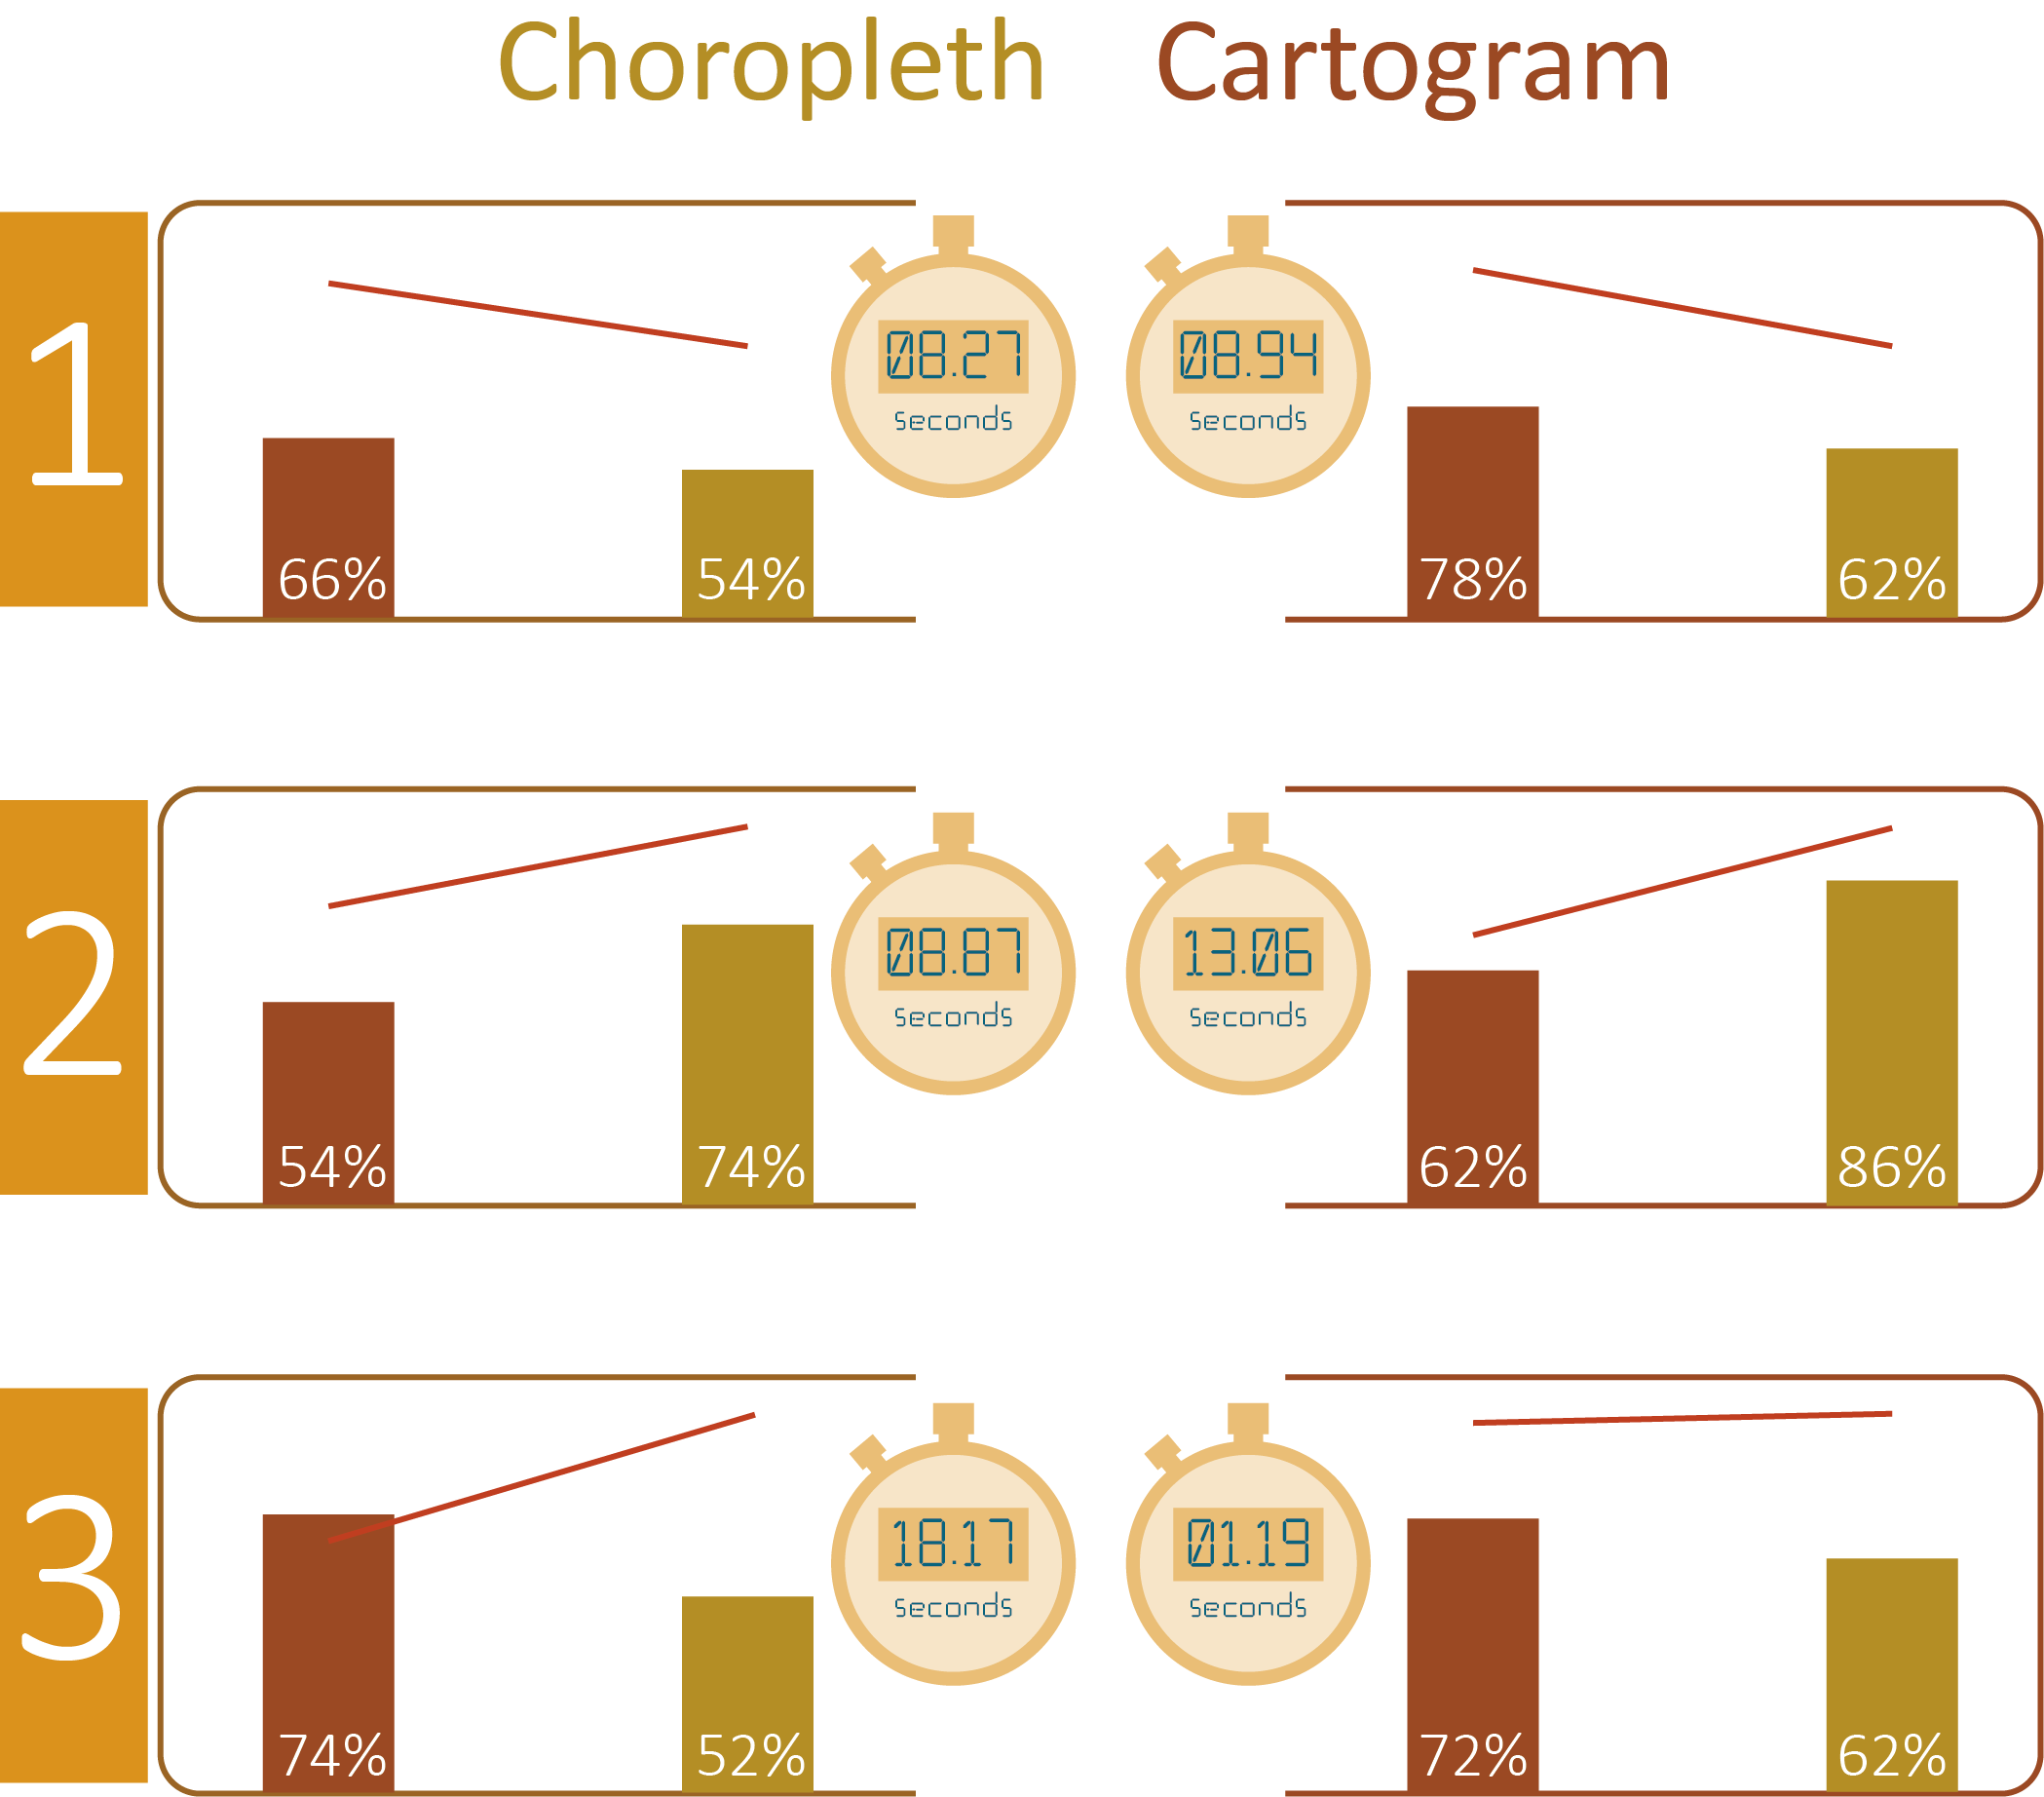 Choropleth Cartogram
1
08.27 08.94
seconds seconds
66% 54% 78% 62%
2
08.87 13.06
seconds seconds
54% 74% 62% 86%
3
18.17 01.19
seconds seconds
74% 52% 72% 62%